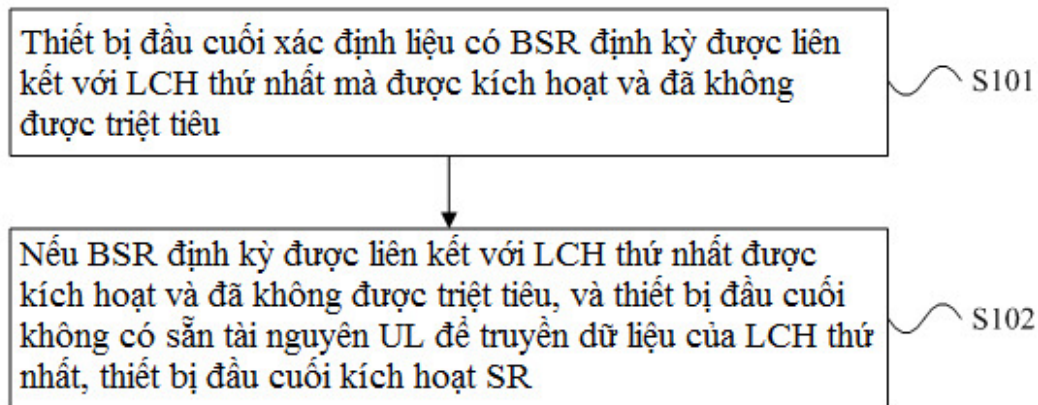 Thiết bị đầu cuối xác định liệu có BSR định kỳ được liên
kết với LCH thứ nhất mà được kích hoạt và đã không
được triệt tiêu
S101
Nếu BSR định kỳ được liên kết với LCH thứ nhất được
kích hoạt và đã không được triệt tiêu, và thiết bị đầu cuối
không có sẵn tài nguyên UL để truyền dữ liệu của LCH thứ
nhất, thiết bị đầu cuối kích hoạt SR
S102